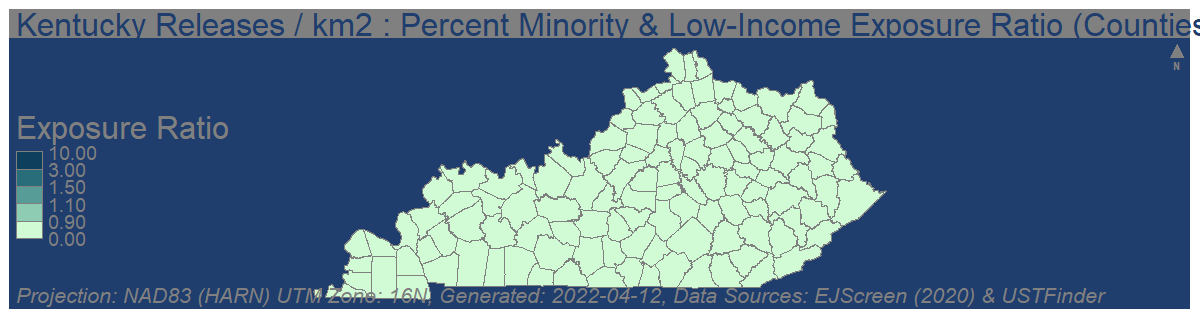 Kentucky Releases / km2 : Percent Minority & Low-Income Exposure Ratio (Counties
N
Exposure Ratio
10.00
3.00
1.50
1.10
0.90
0.00
Projection: NAD83 (HARN) UTM Zone: 16N, Generated: 2022-04-12, Data Sources: EJScreen (2020) & USTFinder